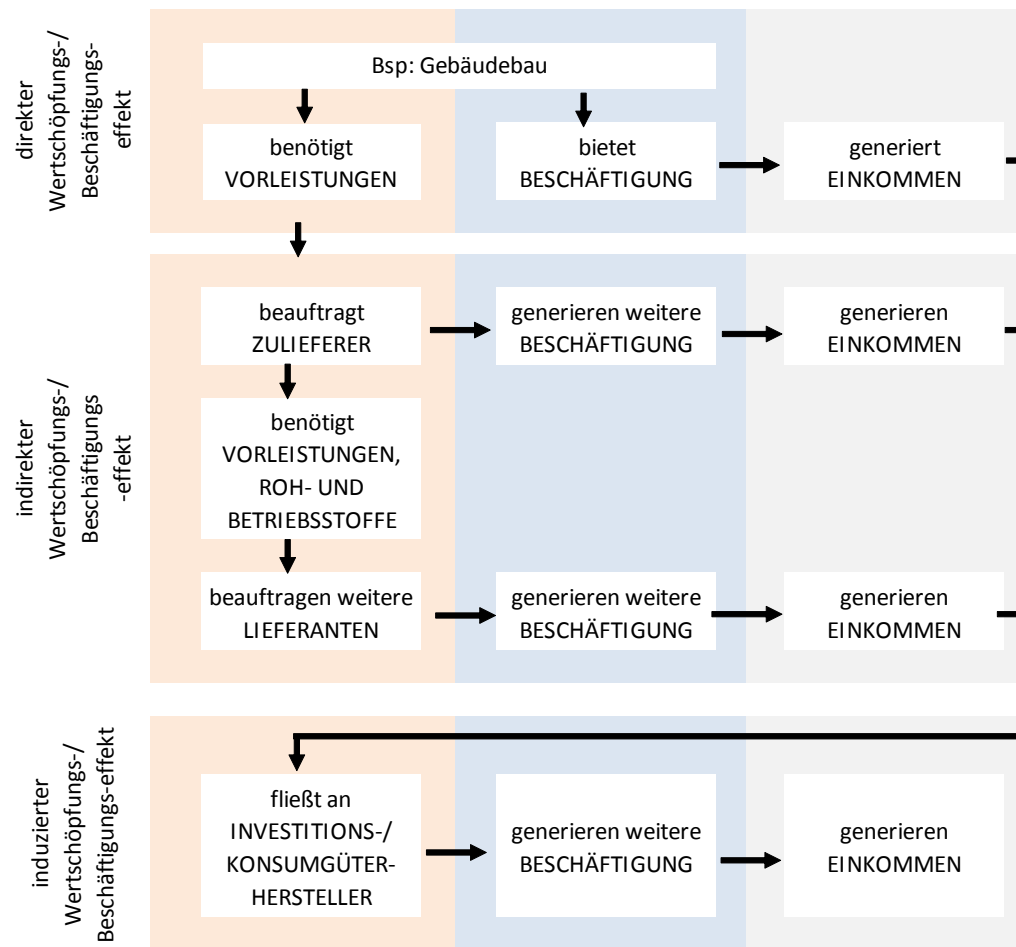 direkter
Wertschöpfungs-/
Beschäftigungs-
effekt
Bsp: Gebäudebau
benötigt
VORLEISTUNGEN
bietet
BESCHÄFTIGUNG
generiert
EINKOMMEN
indirekter
Wertschöpfungs-/
Beschäftigungs
-effekt
beauftragt
ZULIEFERER
generieren weitere
BESCHÄFTIGUNG
generieren
EINKOMMEN
benötigt
VORLEISTUNGEN,
ROH- UND
BETRIEBSSTOFFE
beauftragen weitere
LIEFERANTEN
generieren weitere
BESCHÄFTIGUNG
generieren
EINKOMMEN
induzierter
Wertschöpfungs-/
Beschäftigungs-effekt
fließt an
INVESTITIONS-/
KONSUMGÜTER-
HERSTELLER
generieren weitere
BESCHÄFTIGUNG
generieren
EINKOMMEN